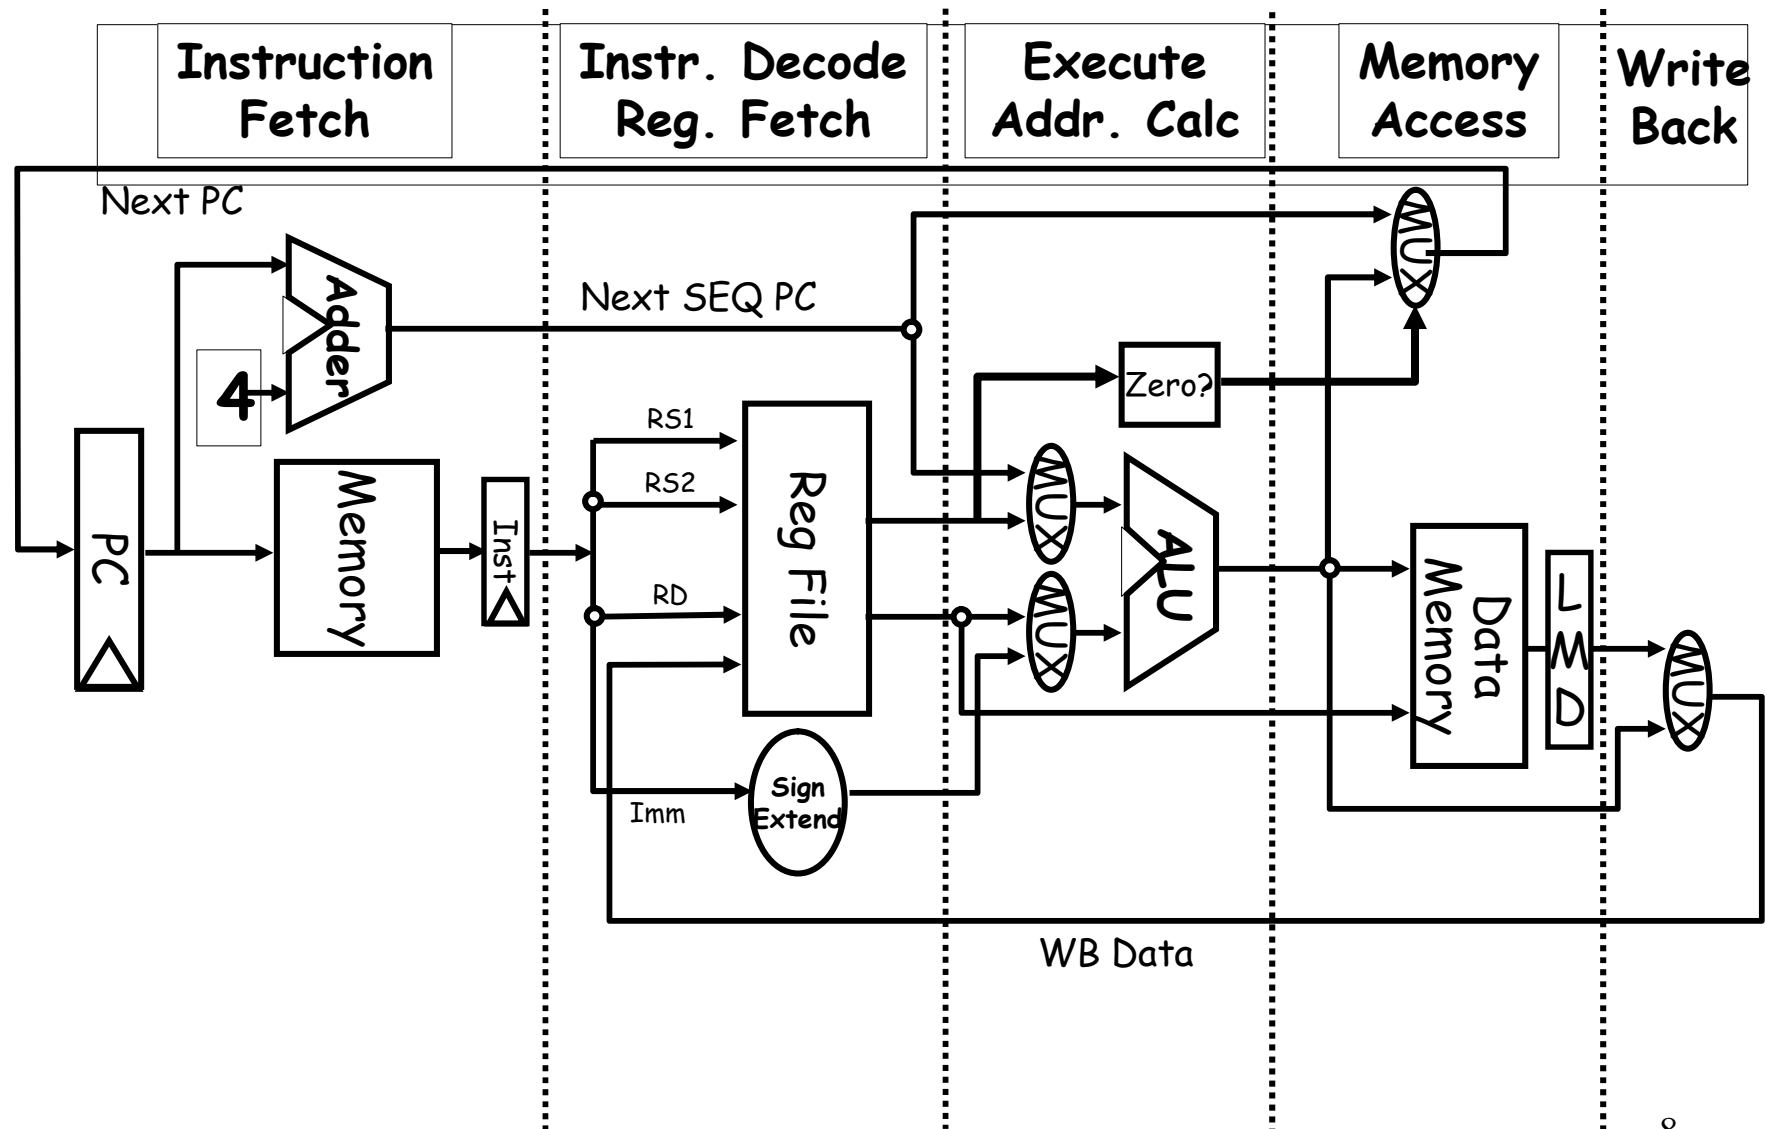 Instruction
Fetch
Instr. Decode
Reg. Fetch
Execute
Addr. Calc
Memory
Access
Write
Back
Next PC
MUX
Adder
Next SEQ PC
4
Zero?
RS1
RS2
RD
Reg File
MUX
MUX
ALU
PC
Memory
Inst
Data
Memory
L
M
D
MUX
Sign
Extend
Imm
WB Data
8